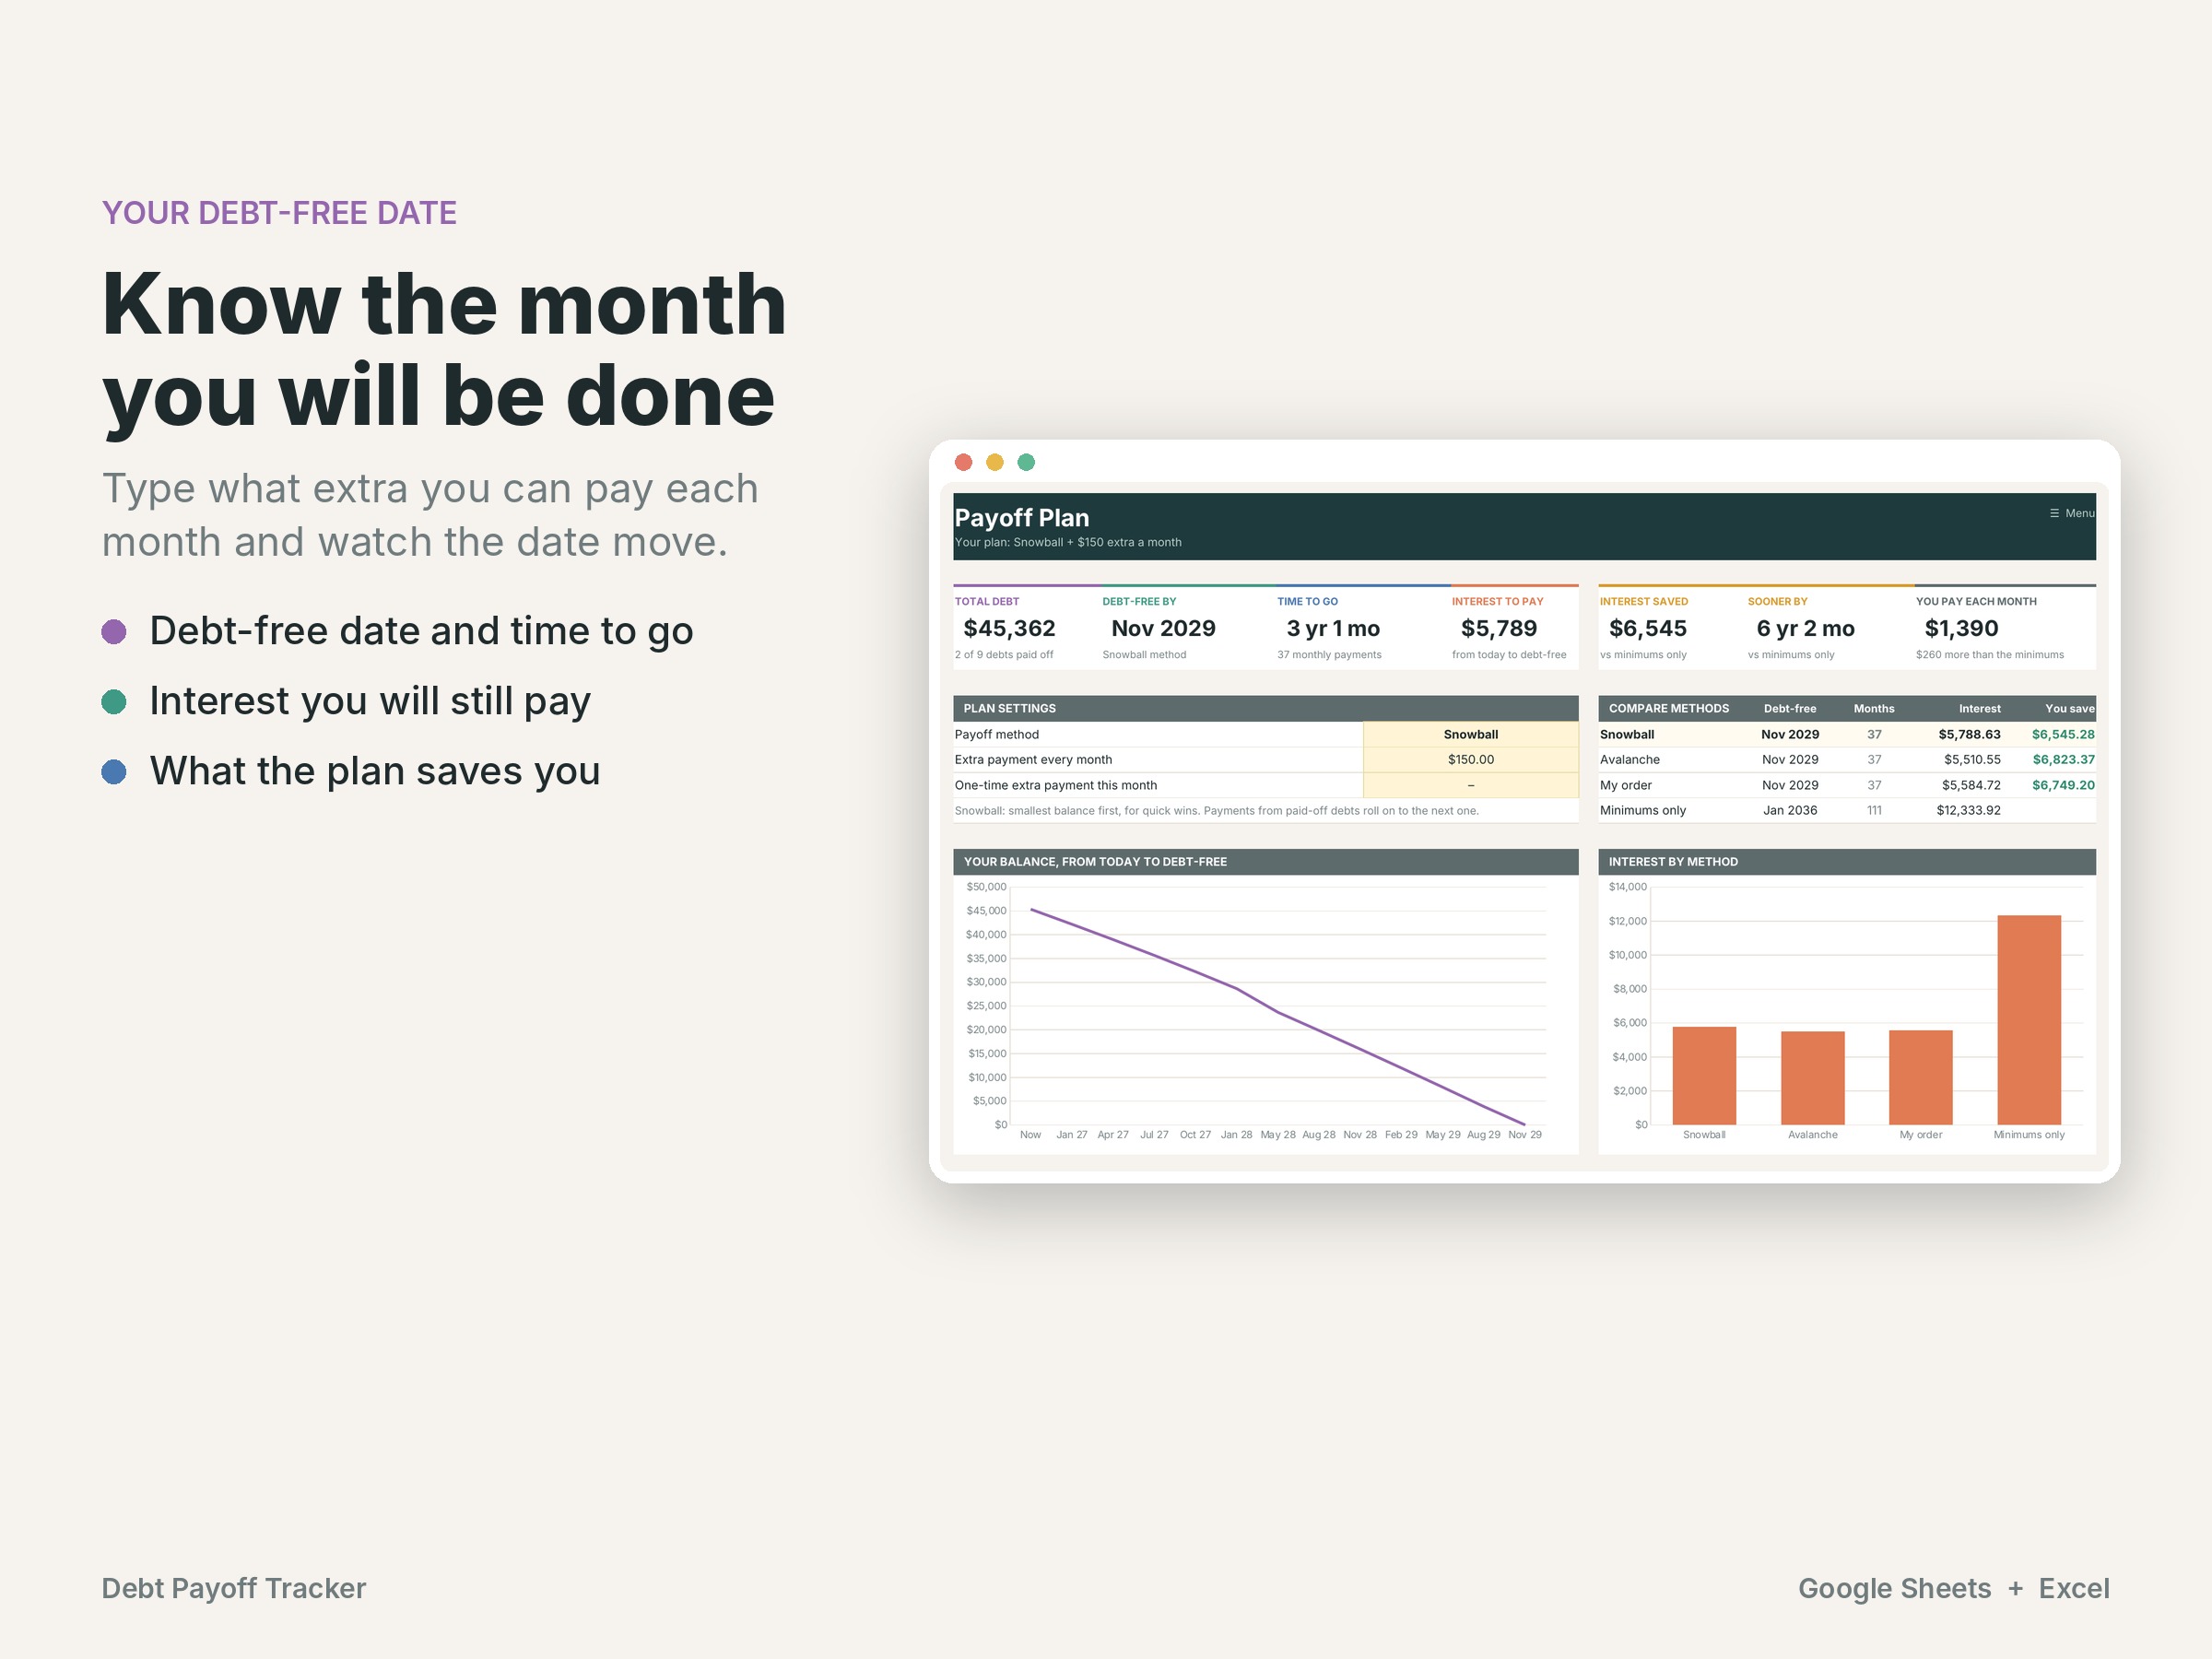 YOUR DEBT-FREE DATE
Know the month
you will be done
Type what extra you can pay each
month and watch the date move.
Debt-free date and time to go
Interest you will still pay
What the plan saves you
Payoff Plan
☰ Menu
Your plan: Snowball + $150 extra a month
TOTAL DEBT DEBT-FREE BY TIME TO GO INTEREST TO PAY INTEREST SAVED SOONER BY YOU PAY EACH MONTH
$45,362 Nov 2029 3 yr 1 mo $5,789 $6,545 6 yr 2 mo $1,390
2 of 9 debts paid off Snowball method 37 monthly payments from today to debt-free vs minimums only vs minimums only $260 more than the minimums
PLAN SETTINGS
Payoff method Snowball
Extra payment every month $150.00
One-time extra payment this month –
Snowball: smallest balance first, for quick wins. Payments from paid-off debts roll on to the next one.
COMPARE METHODS Debt-free Months Interest You save
Snowball Nov 2029 37 $5,788.63 $6,545.28
Avalanche Nov 2029 37 $5,510.55 $6,823.37
My order Nov 2029 37 $5,584.72 $6,749.20
Minimums only Jan 2036 111 $12,333.92
YOUR BALANCE, FROM TODAY TO DEBT-FREE
$50,000
$45,000
$40,000
$35,000
$30,000
$25,000
$20,000
$15,000
$10,000
$5,000
$0
Now Jan 27 Apr 27 Jul 27 Oct 27 Jan 28 May 28 Aug 28 Nov 28 Feb 29 May 29 Aug 29 Nov 29
INTEREST BY METHOD
$14,000
$12,000
$10,000
$8,000
$6,000
$4,000
$2,000
$0
Snowball Avalanche My order Minimums only
Debt Payoff Tracker
Google Sheets + Excel